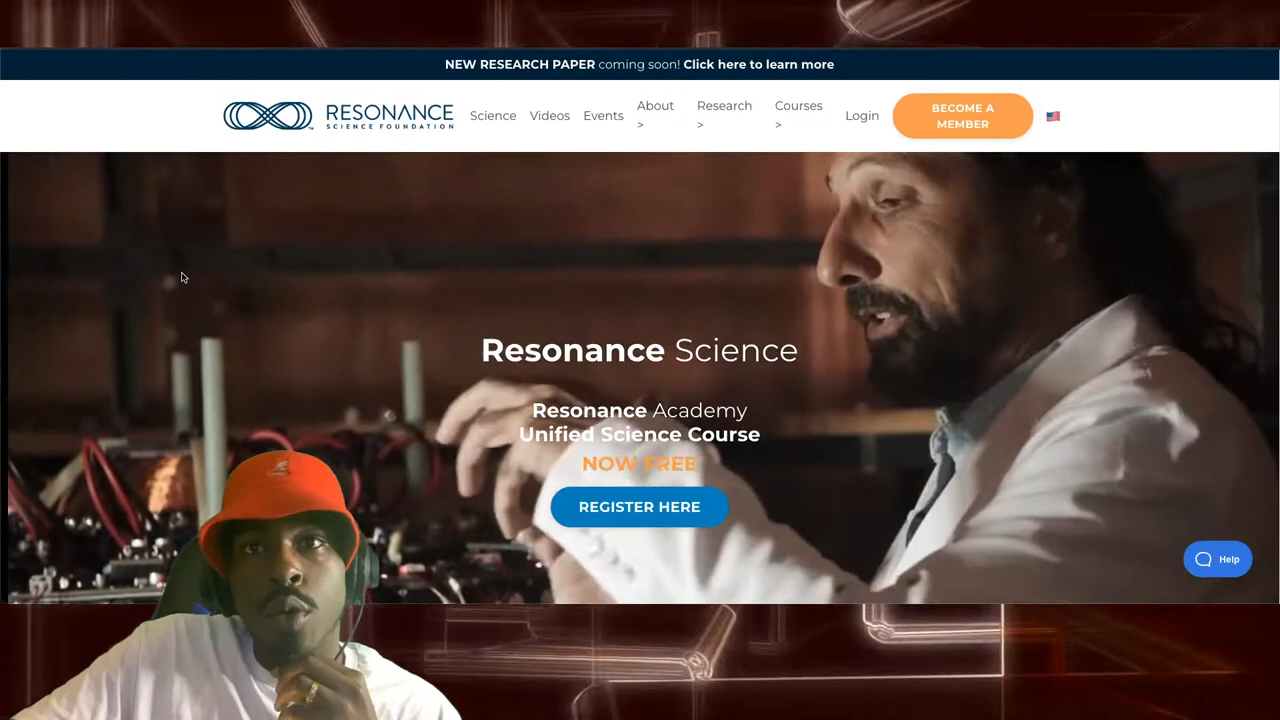 NEW RESEARCH PAPER coming soon! Click here to learn more
RESONANCE
SCIENCE FOUNDATION
Science
Videos
Events
About
>
Research
>
Courses
>
Login
BECOME A
MEMBER
Resonance Science
Resonance Academy
Unified Science Course
NOW FREE
REGISTER HERE
Help